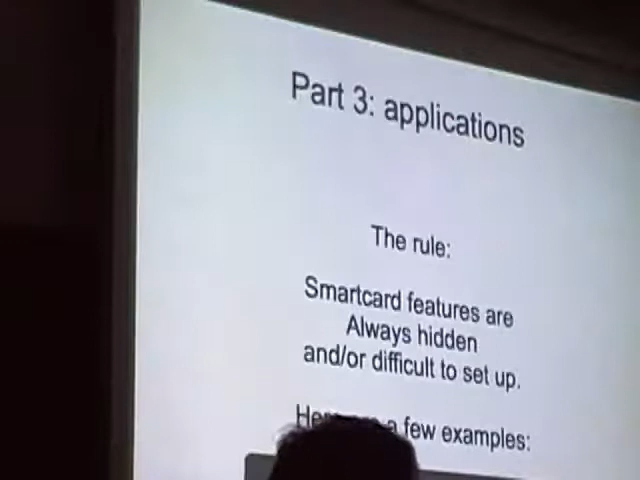 Part 3: applications
The rule:
Smartcard features are
Always hidden
and/or difficult to set up.
a few examples: